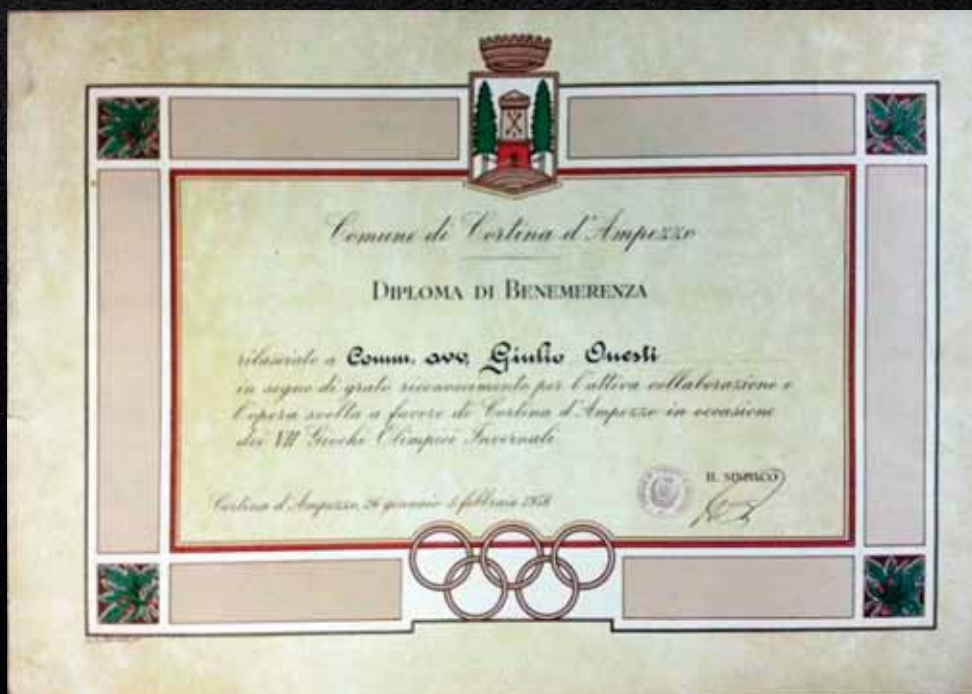 Comune di Cortina d'Ampezzo
DIPLOMA DI BENEMERENZA
rilasciato a Comm. avv. Giulio Onesti
in segno di grato riconoscimento per l'attiva collaborazione e
l'opera svolta a favore di Cortina d'Ampezzo in occasione
dei VII Giochi Olimpici Invernali
IL SINDACO
Cortina d'Ampezzo, 26 gennaio 5 febbraio 1956